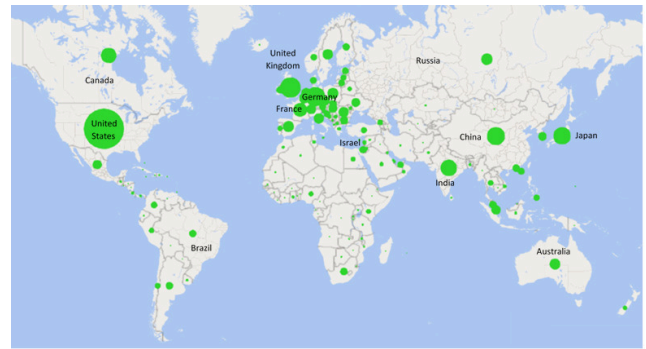 United
Kingdom
Russia
Canada
Germany
France
United
States
China
Japan
Israel
India
Brazil
Australia